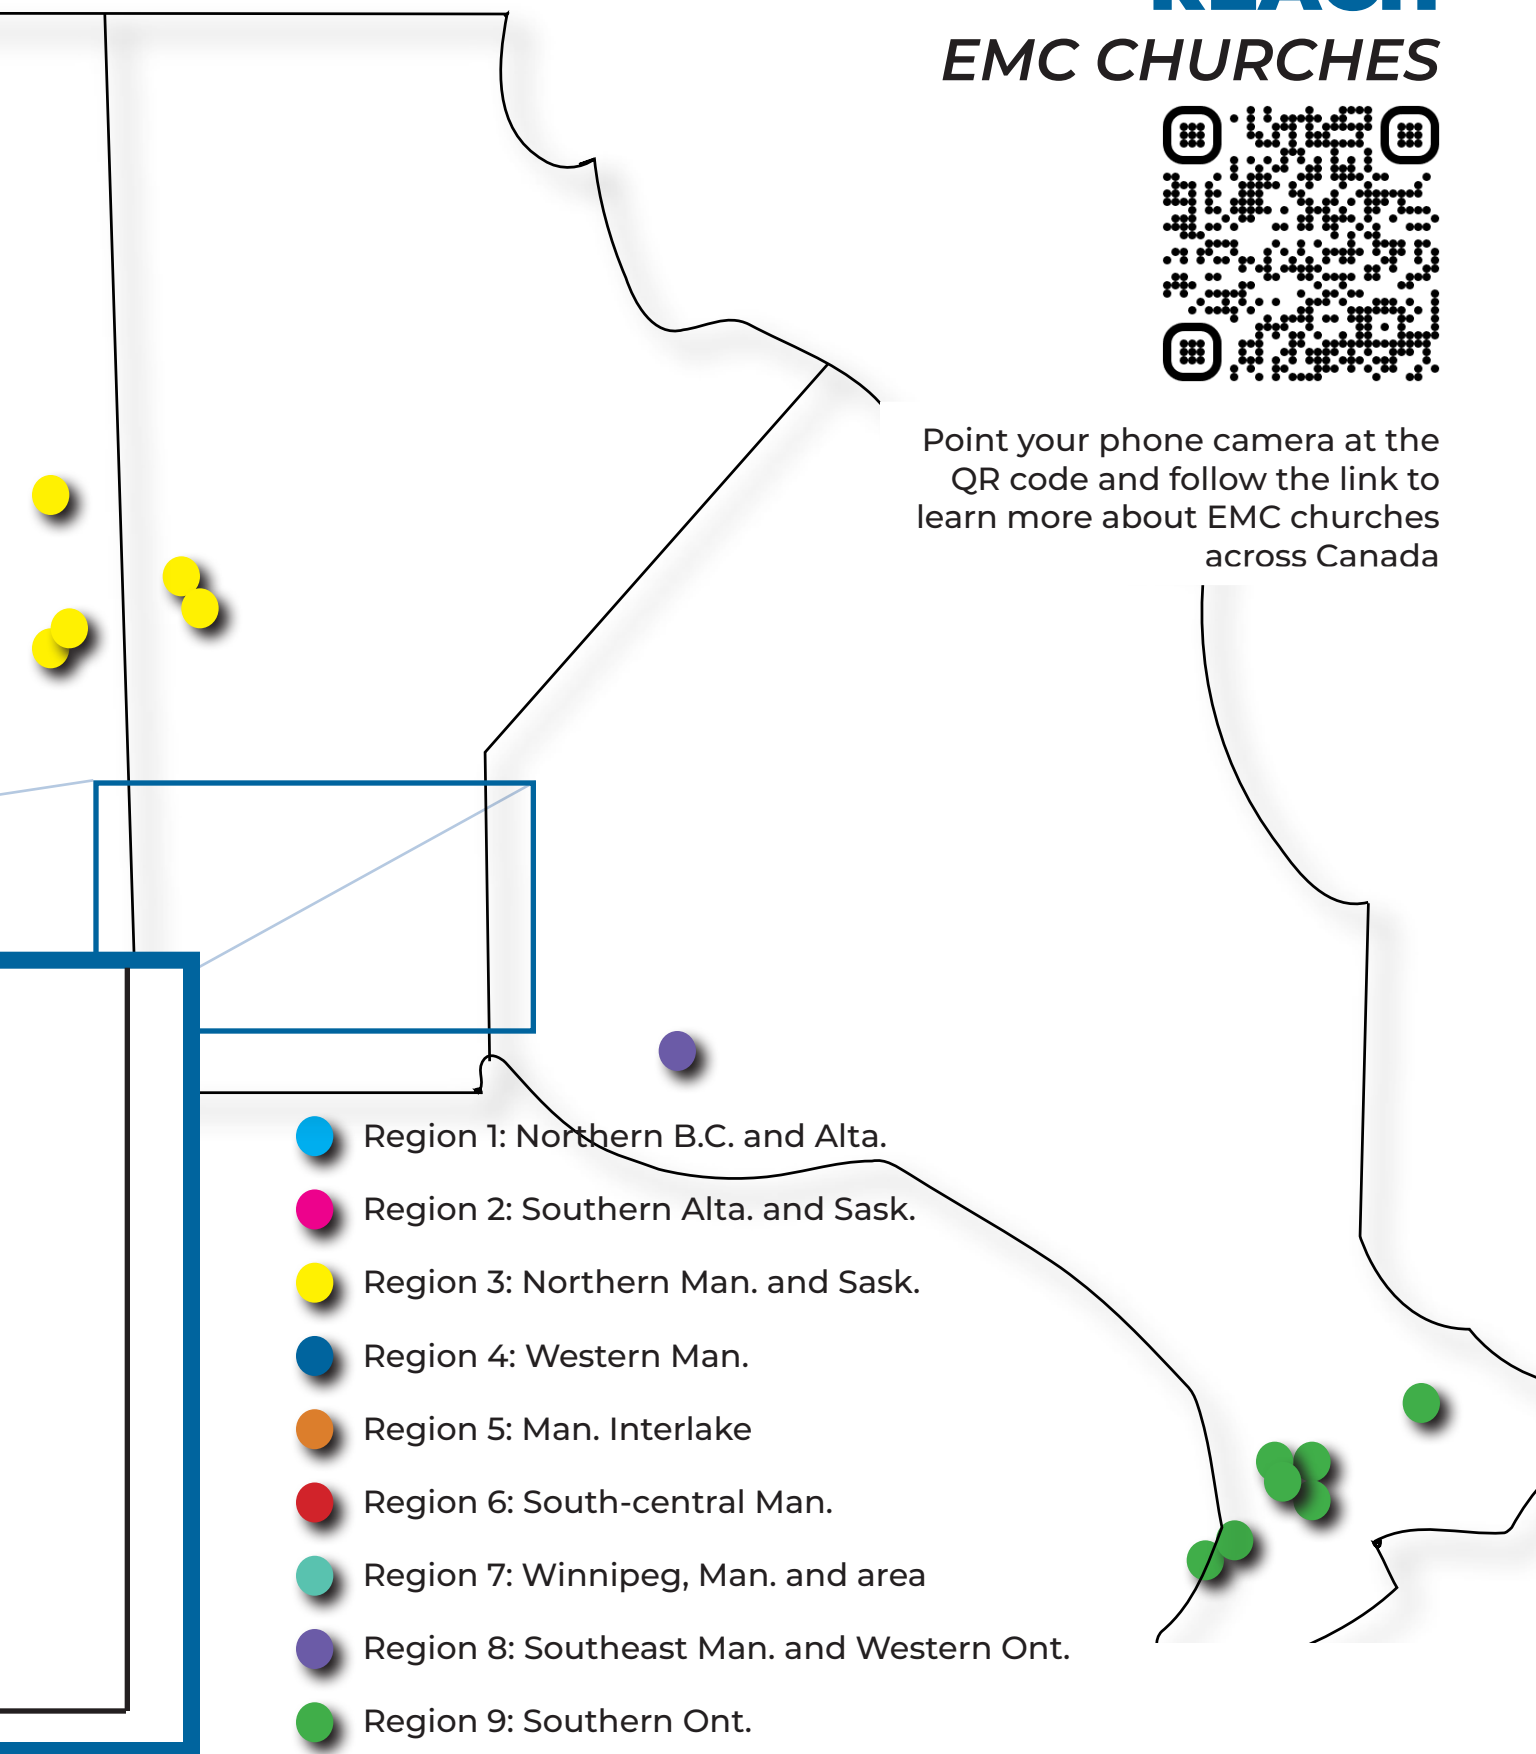 EMC CHURCHES
Point your phone camera at the
QR code and follow the link to
learn more about EMC churches
across Canada
Region 1: Northern B.C. and Alta.
Region 2: Southern Alta. and Sask.
Region 3: Northern Man. and Sask.
Region 4: Western Man.
Region 5: Man. Interlake
Region 6: South-central Man.
Region 7: Winnipeg, Man. and area
Region 8: Southeast Man. and Western Ont.
Region 9: Southern Ont.